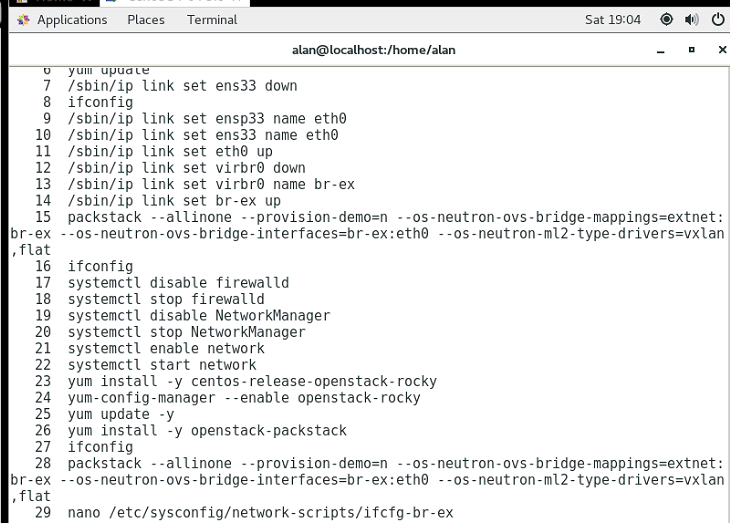 Applications Places Terminal Sat 19:04
alan@localhost:/home/alan
6 yum update
7 /sbin/ip link set ens33 down
8 ifconfig
9 /sbin/ip link set ensp33 name eth0
10 /sbin/ip link set ens33 name eth0
11 /sbin/ip link set eth0 up
12 /sbin/ip link set virbr0 down
13 /sbin/ip link set virbr0 name br-ex
14 /sbin/ip link set br-ex up
15 packstack --allinone --provision-demo=n --os-neutron-ovs-bridge-mappings=extnet:
br-ex --os-neutron-ovs-bridge-interfaces=br-ex:eth0 --os-neutron-ml2-type-drivers=vxlan
,flat
16 ifconfig
17 systemctl disable firewalld
18 systemctl stop firewalld
19 systemctl disable NetworkManager
20 systemctl stop NetworkManager
21 systemctl enable network
22 systemctl start network
23 yum install -y centos-release-openstack-rocky
24 yum-config-manager --enable openstack-rocky
25 yum update -y
26 yum install -y openstack-packstack
27 ifconfig
28 packstack --allinone --provision-demo=n --os-neutron-ovs-bridge-mappings=extnet:
br-ex --os-neutron-ovs-bridge-interfaces=br-ex:eth0 --os-neutron-ml2-type-drivers=vxlan
,flat
29 nano /etc/sysconfig/network-scripts/ifcfg-br-ex